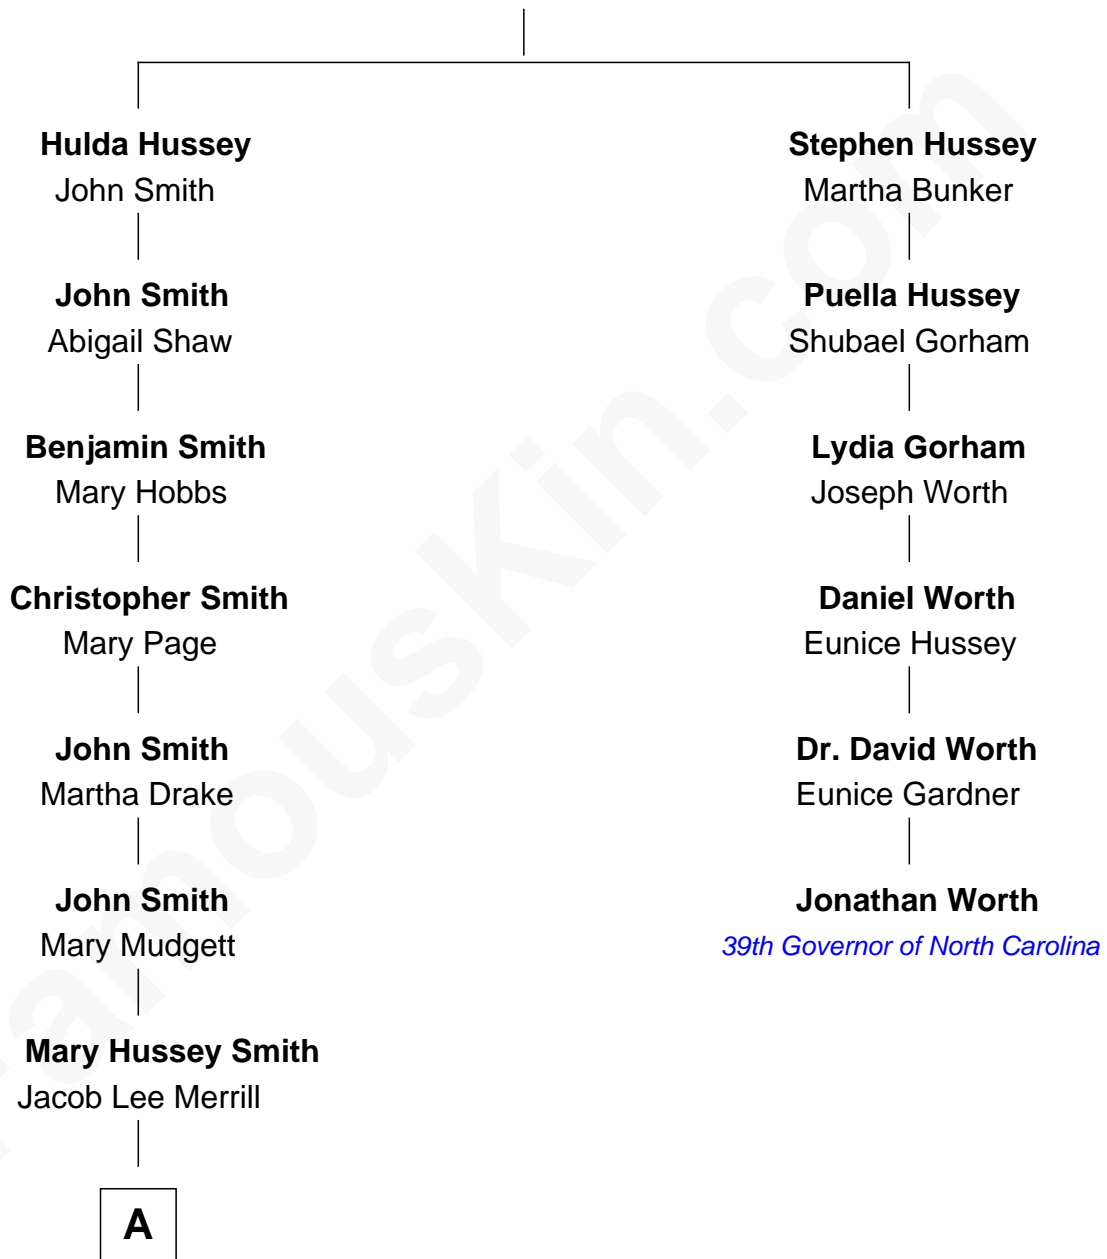 Hulda Hussey
John Smith
Stephen Hussey
Martha Bunker
John Smith
Abigail Shaw
Puella Hussey
Shubael Gorham
Benjamin Smith
Mary Hobbs
Lydia Gorham
Joseph Worth
Christopher Smith
Mary Page
Daniel Worth
Eunice Hussey
John Smith
Martha Drake
Dr. David Worth
Eunice Gardner
John Smith
Mary Mudgett
Jonathan Worth
39th Governor of North Carolina
Mary Hussey Smith
Jacob Lee Merrill
A
FamousKin.com